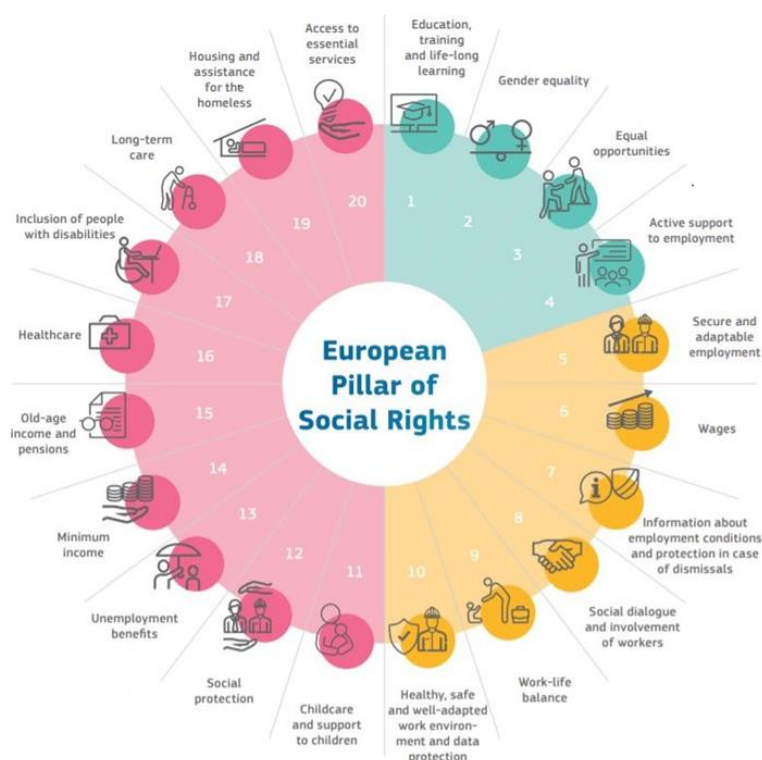 European
Pillar of
Social Rights
1
Education,
training
and life-long
learning
2
Gender equality
3
Equal
opportunities
4
Active support
to employment
5
Secure and
adaptable
employment
6
Wages
7
Information about
employment conditions
and protection in case
of dismissals
8
Social dialogue
and involvement
of workers
9
Work-life
balance
10
Healthy, safe
and well-adapted
work environ-
ment and data
protection
11
Childcare
and support
to children
12
Social
protection
13
Unemployment
benefits
14
Minimum
income
15
Old-age
income and
pensions
16
Healthcare
17
Inclusion of people
with disabilities
18
Long-term
care
19
Housing and
assistance
for the
homeless
20
Access to
essential
services